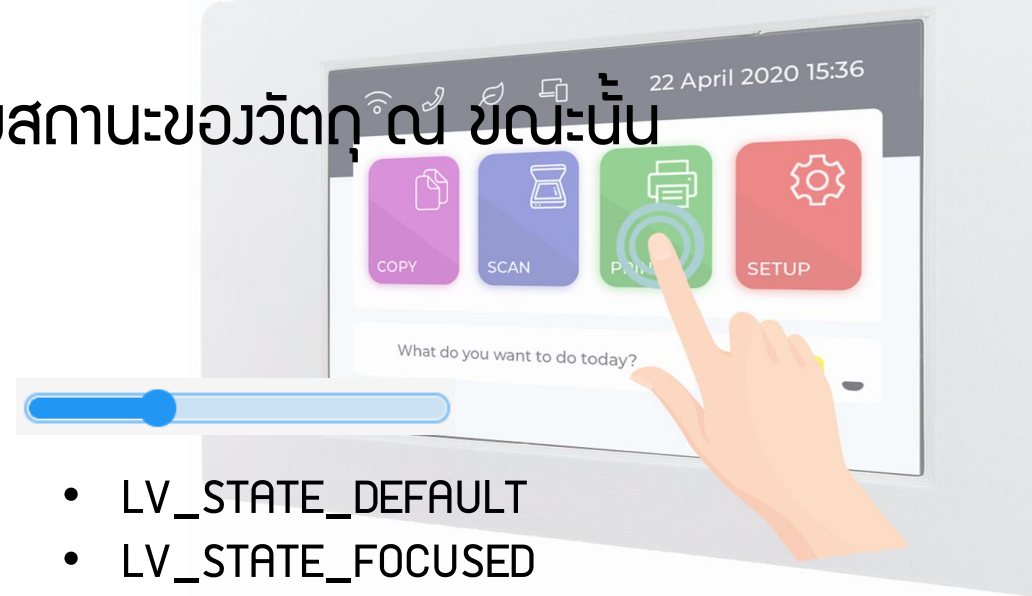 22 April 2020 15:36
สถานะของวัตถุ ณ ขณะนั้น
COPY
SCAN
SETUP
What do you want to do today?
• LV_STATE_DEFAULT
• LV_STATE_FOCUSED